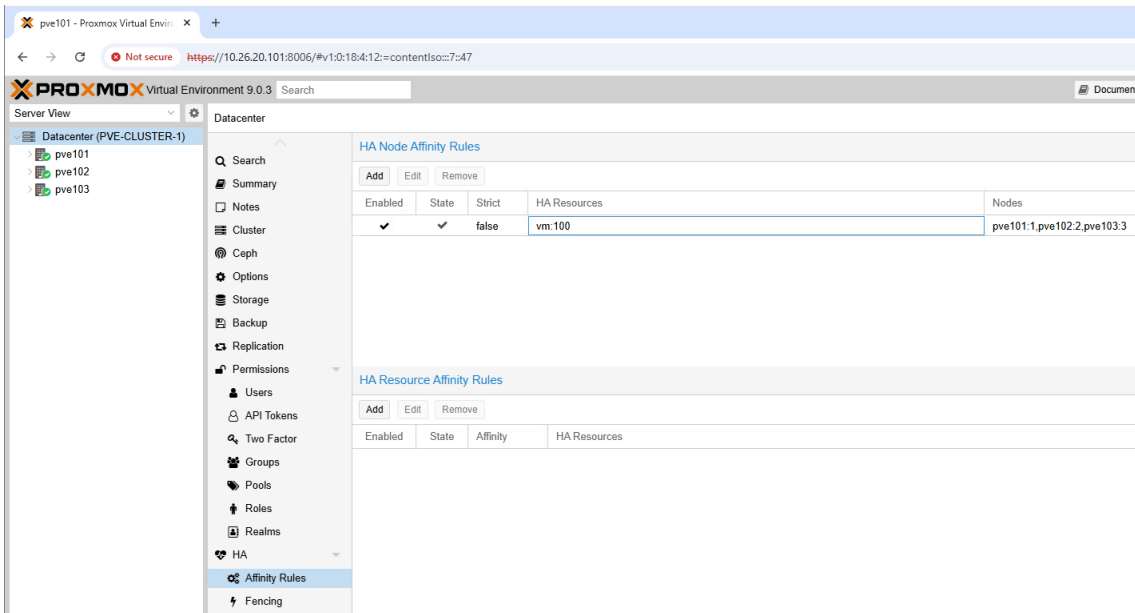 pve101 - Proxmox Virtual Enviro
Not secure https://10.26.20.101:8006/#v1:0:18:4:12:=contentIso:::7::47
PROXMOX Virtual Environment 9.0.3 Search Documen
Server View
Datacenter (PVE-CLUSTER-1)
pve101
pve102
pve103
Datacenter
Search
Summary
Notes
Cluster
Ceph
Options
Storage
Backup
Replication
Permissions
Users
API Tokens
Two Factor
Groups
Pools
Roles
Realms
HA
Affinity Rules
Fencing
HA Node Affinity Rules
Add Edit Remove
Enabled State Strict HA Resources Nodes
false vm:100 pve101:1,pve102:2,pve103:3
HA Resource Affinity Rules
Add Edit Remove
Enabled State Affinity HA Resources